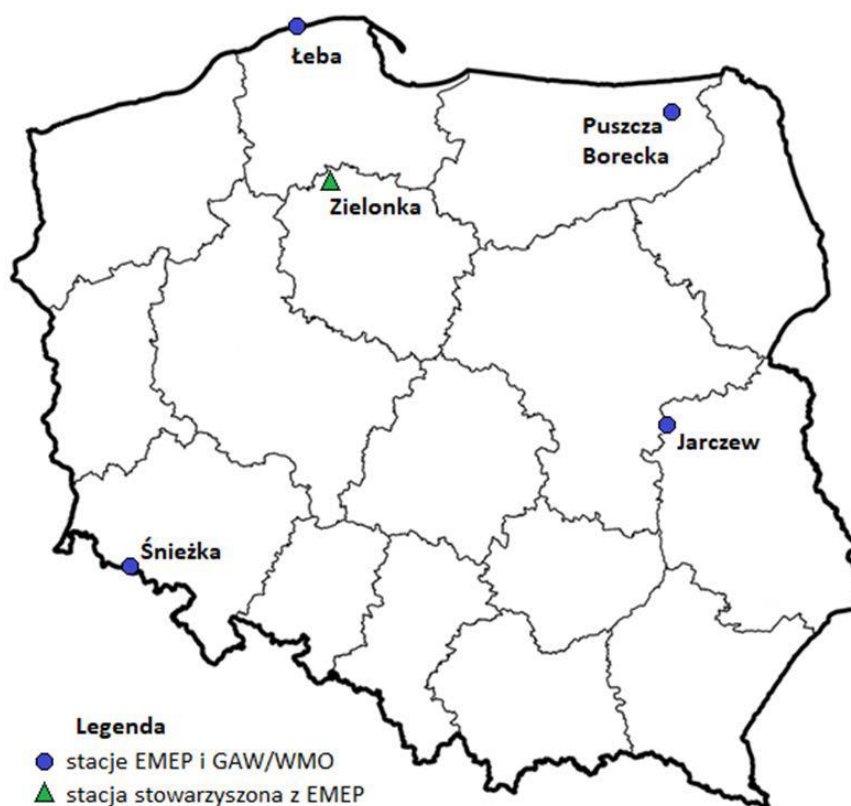 Łeba
Puszcza
Borecka
Zielonka
Jarczew
Śnieżka
Legenda
stacje EMEP i GAW/WMO
stacja stowarzyszona z EMEP